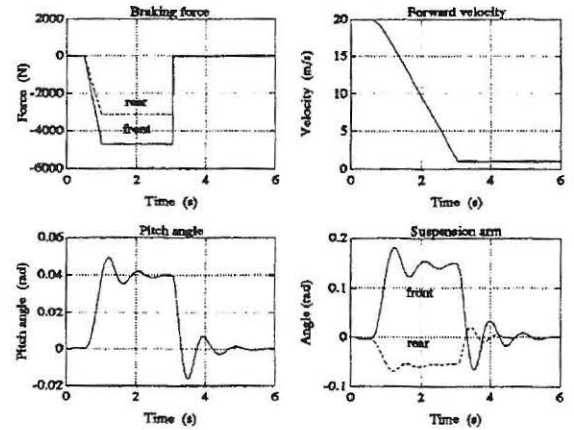 Braking force
2000
0
-2000
-4000
-6000
Force (N)
rear
front
0 2 4 6
Time (s)
Forward velocity
20
15
10
5
0
Velocity (m/s)
0 2 4 6
Time (s)
Pitch angle
0.06
0.04
0.02
0
-0.02
Pitch angle (rad)
0 2 4 6
Time (s)
Suspension arm
0.2
0.1
0
-0.1
Angle (rad)
front
rear
0 2 4 6
Time (s)